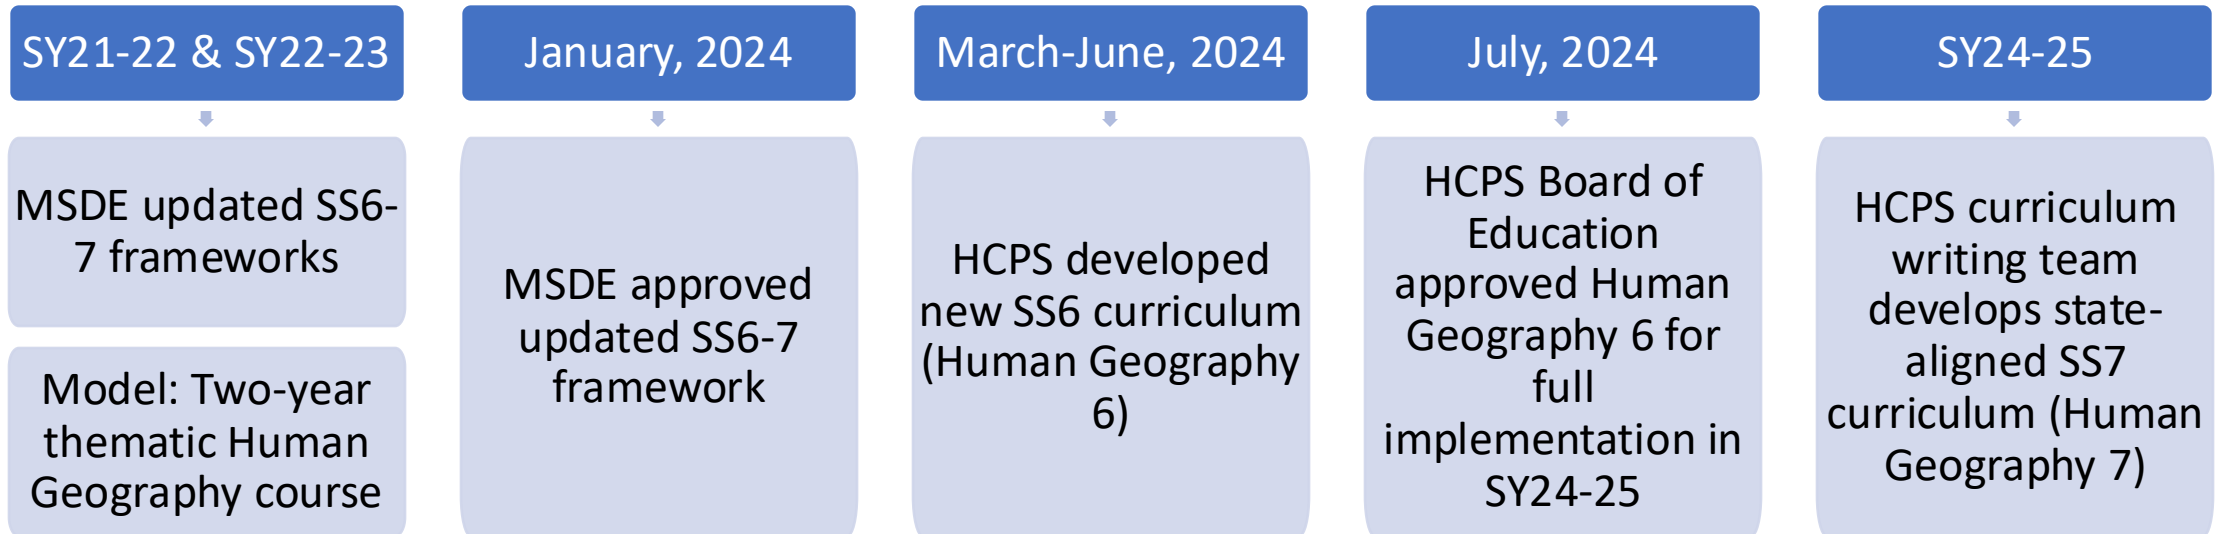 SY21-22 & SY22-23
MSDE updated SS6-
7 frameworks
Model: Two-year
thematic Human
Geography course
January, 2024
MSDE approved
updated SS6-7
framework
March-June, 2024
HCPS developed
new SS6 curriculum
(Human Geography
6)
July, 2024
HCPS Board of
Education
approved Human
Geography 6 for
full
implementation in
SY24-25
SY24-25
HCPS curriculum
writing team
develops state-
aligned SS7
curriculum (Human
Geography 7)